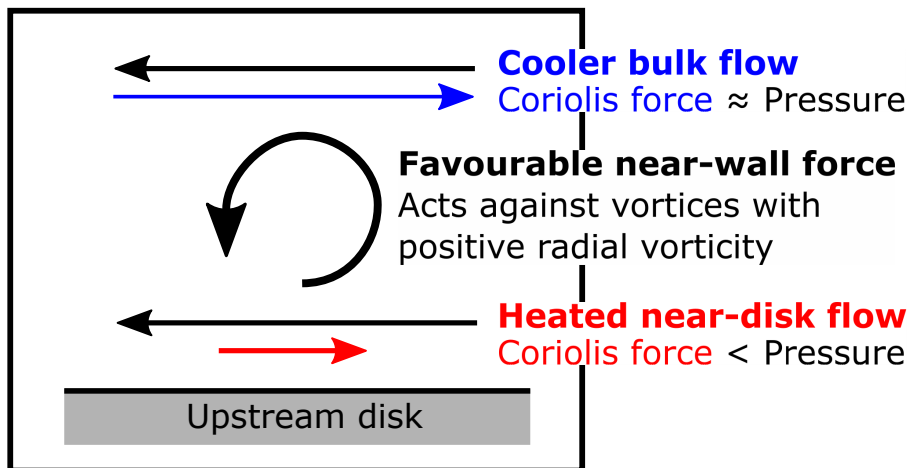 Cooler bulk flow
Coriolis force ≈ Pressure
Favourable near-wall force
Acts against vortices with
positive radial vorticity
Heated near-disk flow
Coriolis force < Pressure
Upstream disk